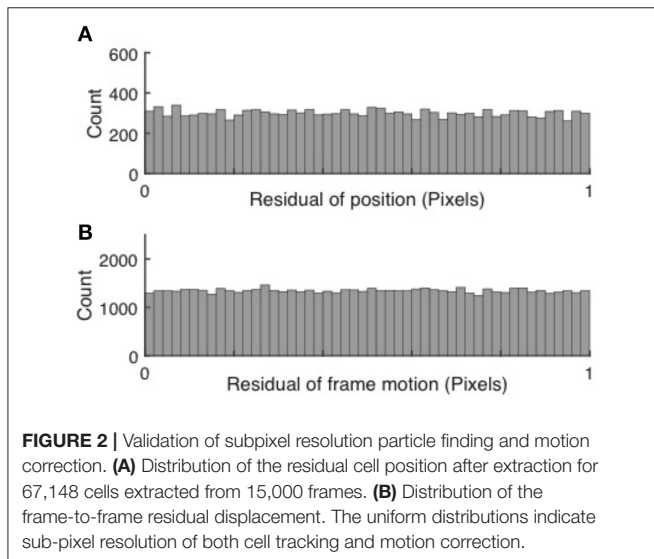 A
600
400
200
0
Count
0 1
Residual of position (Pixels)
B
2000
1000
0
Count
0 1
Residual of frame motion (Pixels)
FIGURE 2 | Validation of subpixel resolution particle finding and motion
correction. (A) Distribution of the residual cell position after extraction for
67,148 cells extracted from 15,000 frames. (B) Distribution of the
frame-to-frame residual displacement. The uniform distributions indicate
sub-pixel resolution of both cell tracking and motion correction.